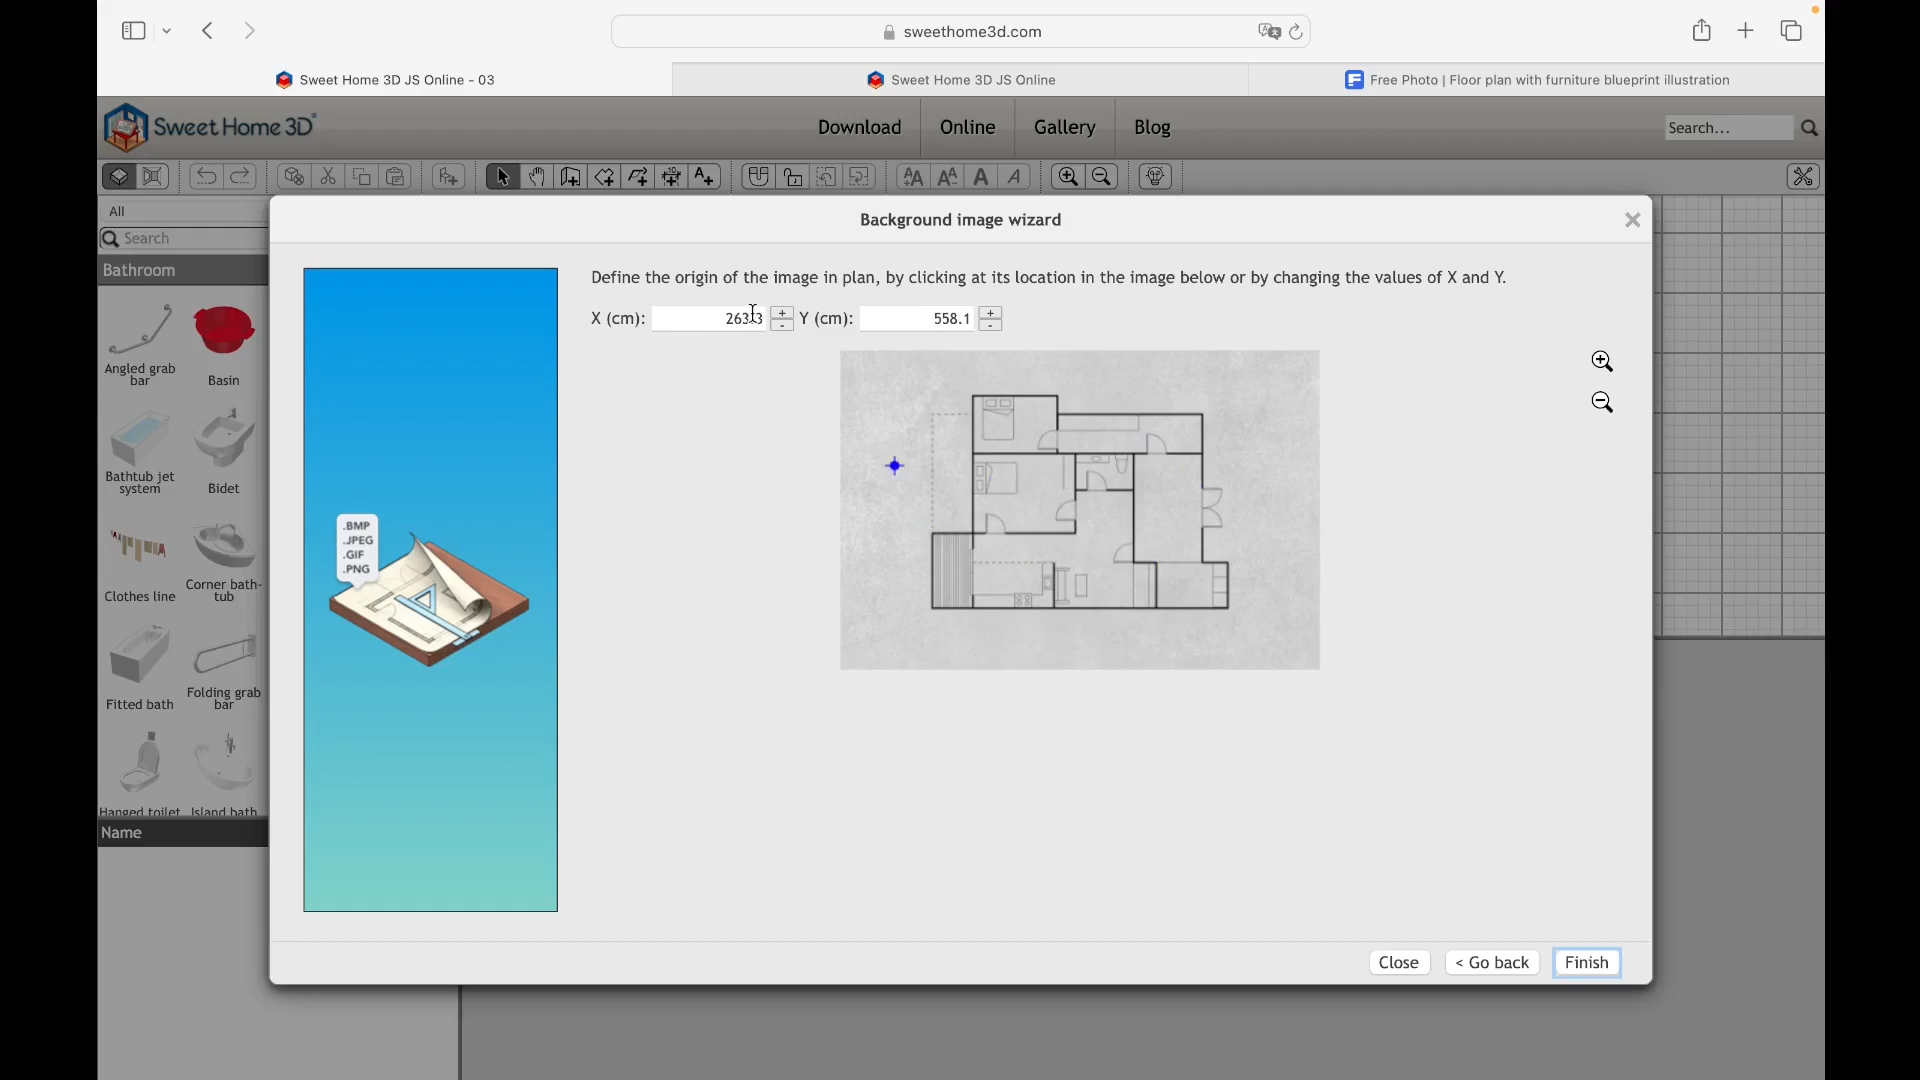 sweethome3d.com
Sweet Home 3D JS Online - 03
Sweet Home 3D JS Online
Free Photo | Floor plan with furniture blueprint illustration
Sweet Home 3D
Download
Online
Gallery
Blog
Search...
All
Search
Bathroom
Angled grab
bar
Basin
Bathtub jet
system
Bidet
Clothes line
Corner bath-
tub
Fitted bath
Folding grab
bar
Hanged toilet
Island bath
Name
Background image wizard
.BMP
.JPEG
.GIF
.PNG
Define the origin of the image in plan, by clicking at its location in the image below or by changing the values of X and Y.
X (cm): 263.3 Y (cm): 558.1
Close
< Go back
Finish